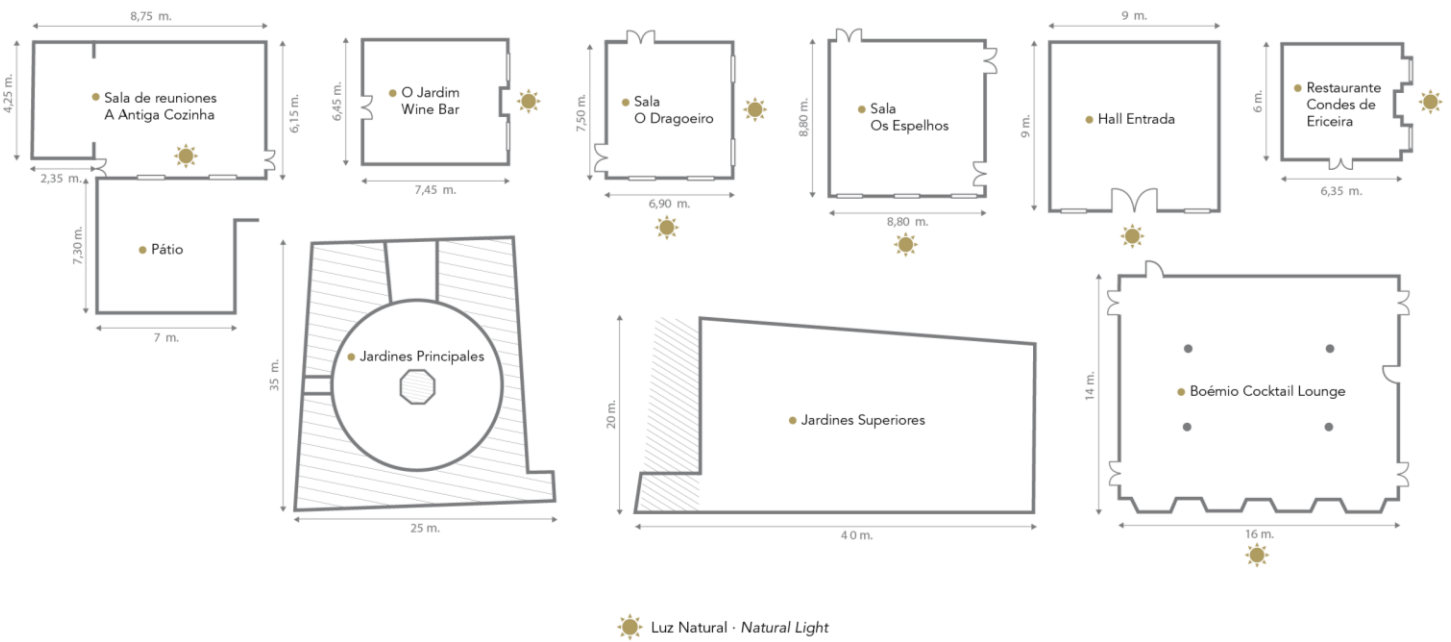 8,75 m.
4,25 m.
Sala de reuniones
A Antiga Cozinha
6,15 m.
2,35 m.
7,30 m.
Pátio
7 m.
6,45 m.
O Jardim
Wine Bar
7,45 m.
7,50 m.
Sala
O Dragoeiro
6,90 m.
8,80 m.
Sala
Os Espelhos
8,80 m.
9 m.
9 m.
Hall Entrada
6 m.
Restaurante
Condes de
Ericeira
6,35 m.
35 m.
Jardines Principales
25 m.
20 m.
Jardines Superiores
40 m.
14 m.
Boémio Cocktail Lounge
16 m.
Luz Natural · Natural Light